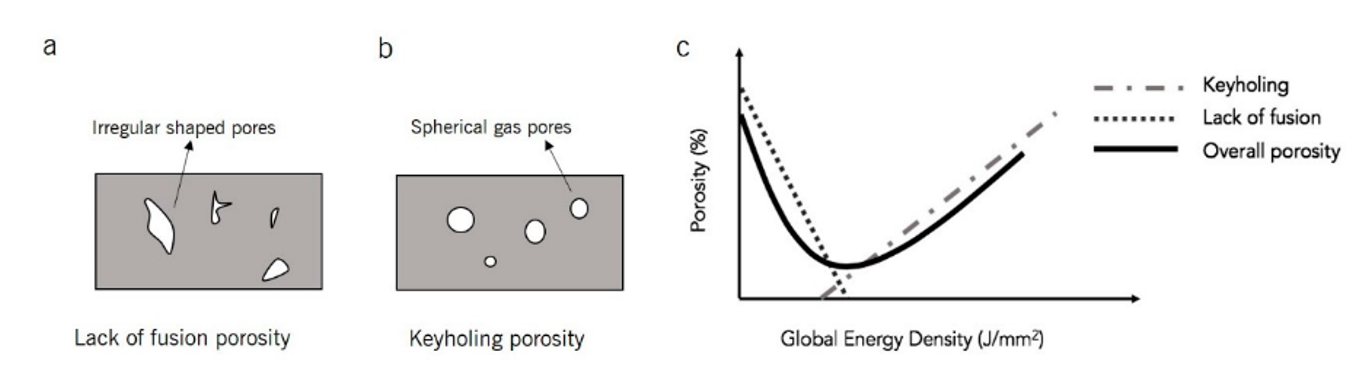 a
Irregular shaped pores
Lack of fusion porosity
b
Spherical gas pores
Keyholing porosity
c
Porosity (%)
Global Energy Density (J/mm²)
Keyholing
Lack of fusion
Overall porosity